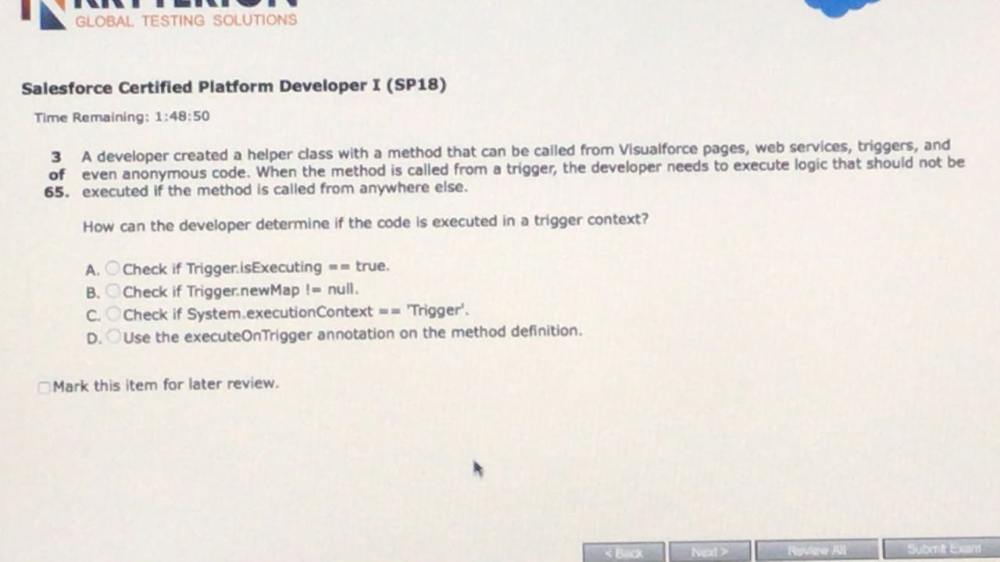 GLOBAL TESTING SOLUTIONS
Salesforce Certified Platform Developer I (SP18)
Time Remaining: 1:48:50
3 A developer created a helper class with a method that can be called from Visualforce pages, web services, triggers, and
of even anonymous code. When the method is called from a trigger, the developer needs to execute logic that should not be
65. executed if the method is called from anywhere else.
How can the developer determine if the code is executed in a trigger context?
A. Check if Trigger.isExecuting == true.
B. Check if Trigger.newMap != null.
C. Check if System.executionContext == 'Trigger'.
D. Use the executeOnTrigger annotation on the method definition.
Mark this item for later review.
< Back Next > Review All Submit Exam